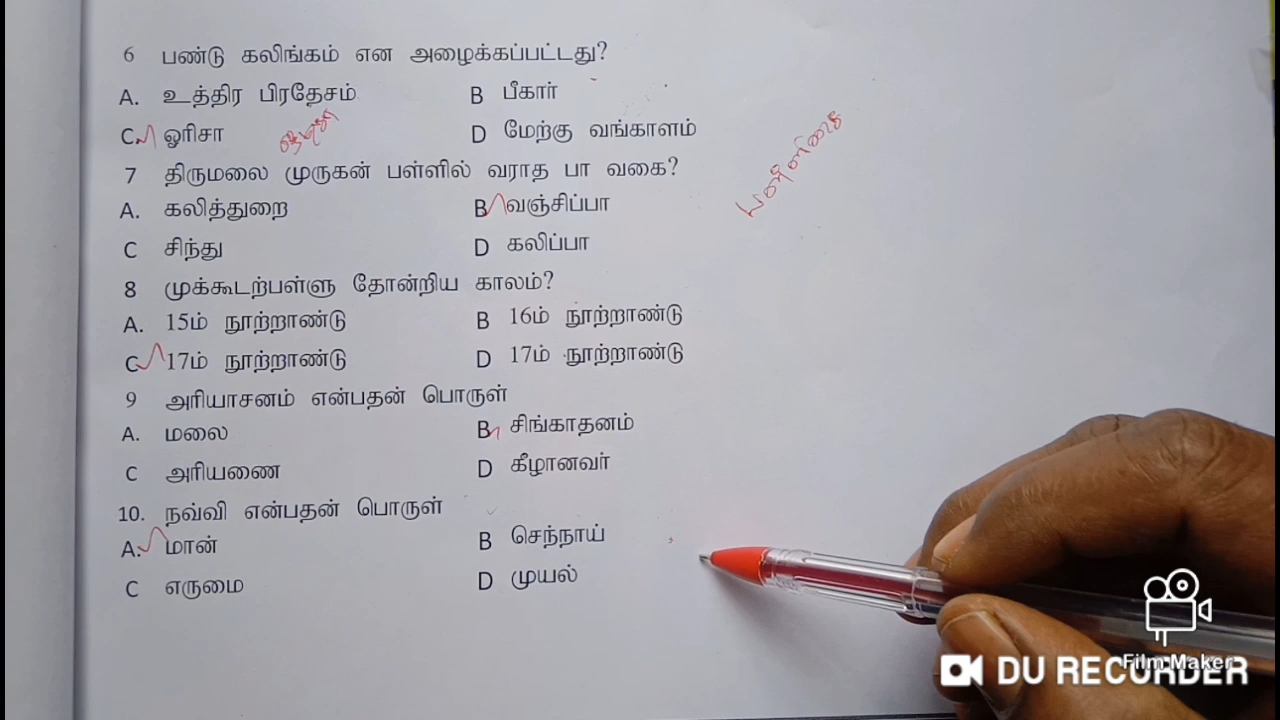 6 பண்டு கலிங்கம் என அழைக்கப்பட்டது?
A. உத்திர பிரதேசம் B பீகார்
C ஓரிசா D மேற்கு வங்காளம்
7 திருமலை முருகன் பள்ளில் வராத பா வகை?
A. கலித்துறை B வஞ்சிப்பா
C சிந்து D கலிப்பா
8 முக்கூடற்பள்ளு தோன்றிய காலம்?
A. 15ம் நூற்றாண்டு B 16ம் நூற்றாண்டு
C 17ம் நூற்றாண்டு D 17ம் நூற்றாண்டு
9 அரியாசனம் என்பதன் பொருள்
A. மலை B சிங்காதனம்
C அரியணை D கீழானவர்
10. நவ்வி என்பதன் பொருள்
A. மான் B செந்நாய்
C எருமை D முயல்
Film Maker
DU RECORDER